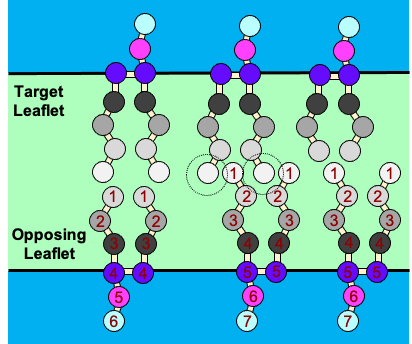 Target
Leaflet
1 1 1 1
1 1 2 2 2 2
2 2 3 3 3 3
Opposing
Leaflet
3 3 4 4 4 4
4 4 5 5 5 5
5 6 6
6 7 7